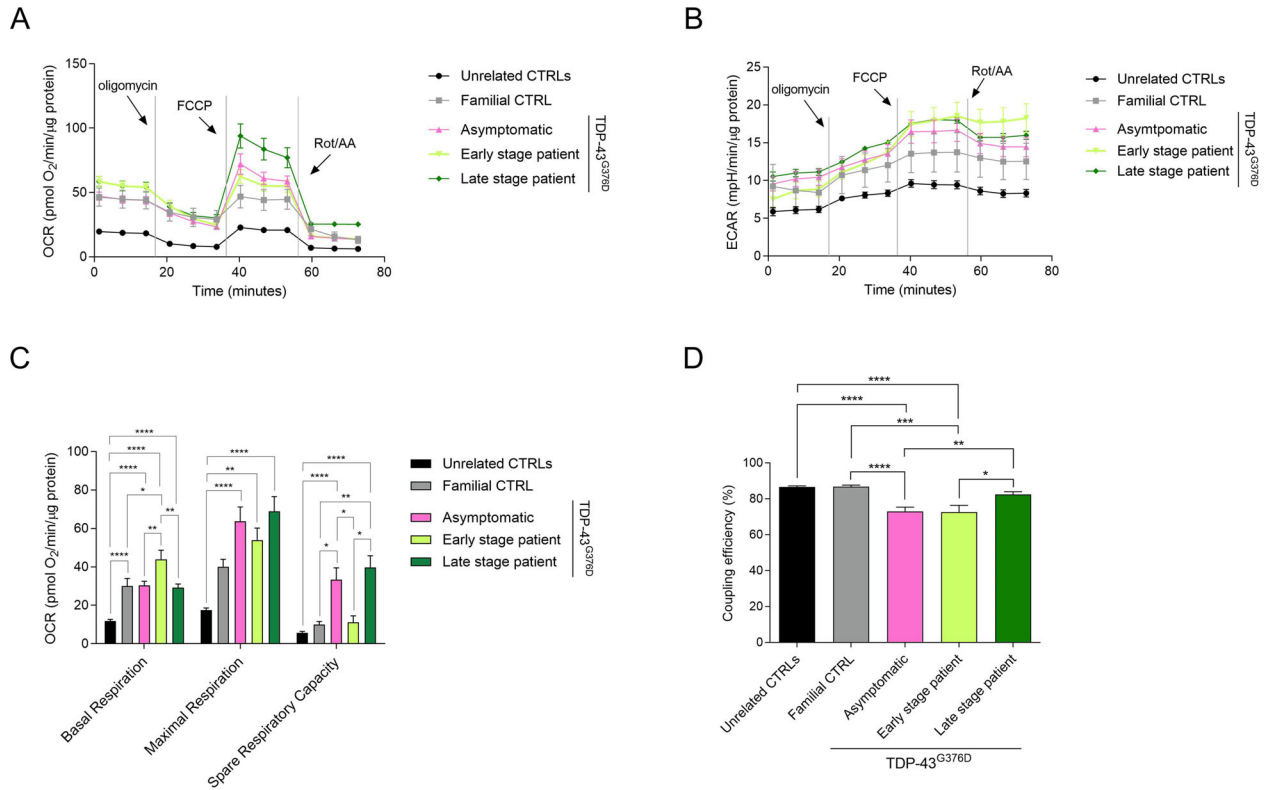 A
OCR (pmol O2/min/μg protein)
150
100
50
0
0 20 40 60 80
Time (minutes)
oligomycin
FCCP
Rot/AA
Unrelated CTRLs
Familial CTRL
Asymptomatic
Early stage patient
Late stage patient
TDP-43G376D
B
ECAR (mpH/min/μg protein)
25
20
15
10
5
0
0 20 40 60 80
Time (minutes)
oligomycin
FCCP
Rot/AA
Unrelated CTRLs
Familial CTRL
Asymtpomatic
Early stage patient
Late stage patient
TDP-43G376D
C
OCR (pmol O2/min/μg protein)
100
80
60
40
20
0
****
****
****
*
**
**
****
****
**
****
****
****
**
*
*
*
Basal Respiration
Maximal Respiration
Spare Respiratory Capacity
Unrelated CTRLs
Familial CTRL
Asymptomatic
Early stage patient
Late stage patient
TDP-43G376D
D
Coupling efficiency (%)
100
80
60
40
20
0
****
****
***
**
****
*
Unrelated CTRLs
Familial CTRL
Asymptomatic
Early stage patient
Late stage patient
TDP-43G376D